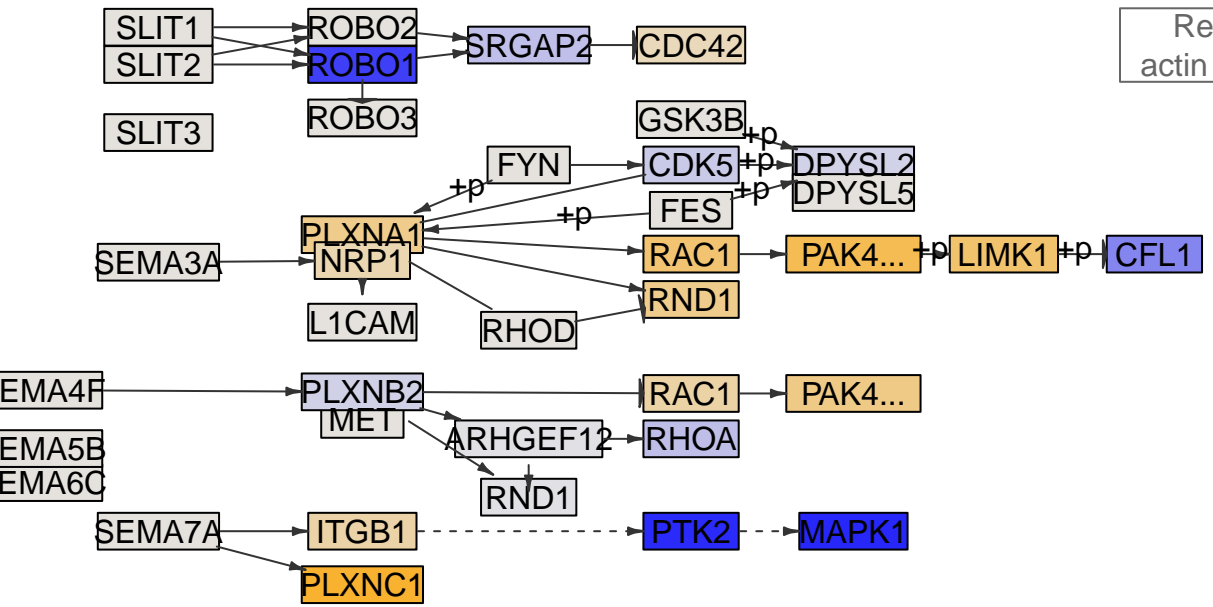 SLIT1
ROBO2
SRGAP2
CDC42
Re
actin
SLIT2
ROBO1
SLIT3
ROBO3
GSK3B
+p
FYN
CDK5
+p
DPYSL2
+p
FES
+p
DPYSL5
+p
PLXNA1
SEMA3A
NRP1
RAC1
PAK4...
+p
LIMK1
+p
CFL1
RND1
L1CAM
RHOD
EMA4F
PLXNB2
RAC1
PAK4...
MET
ARHGEF12
RHOA
EMA5B
EMA6C
RND1
SEMA7A
ITGB1
PTK2
MAPK1
PLXNC1